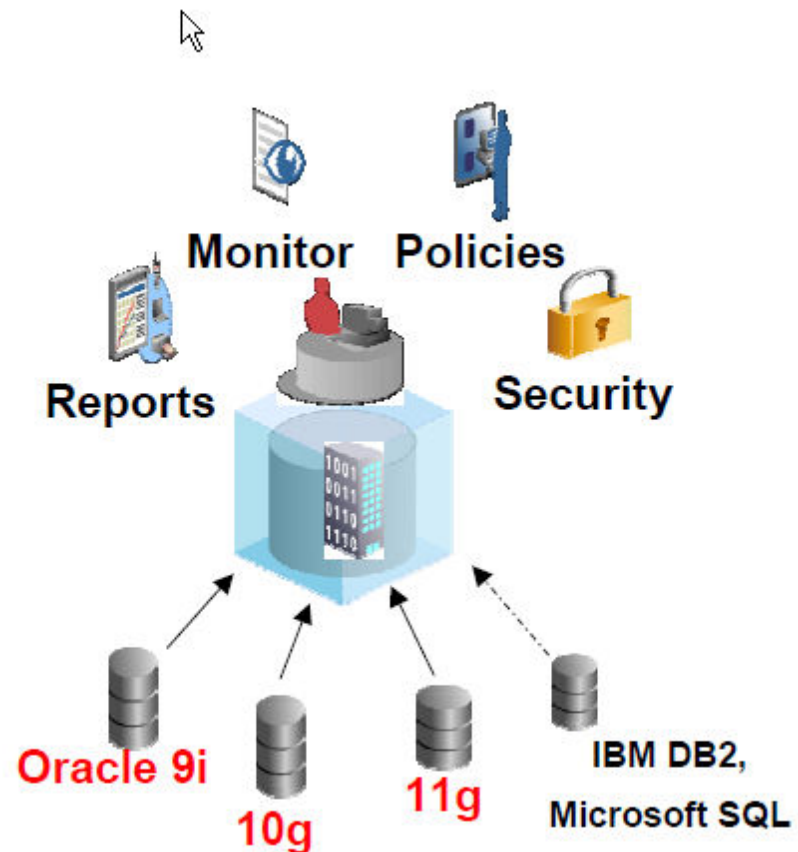 Monitor Policies
Reports
Security
1001
0011
0110
1110
Oracle 9i
10g
11g
IBM DB2,
Microsoft SQL